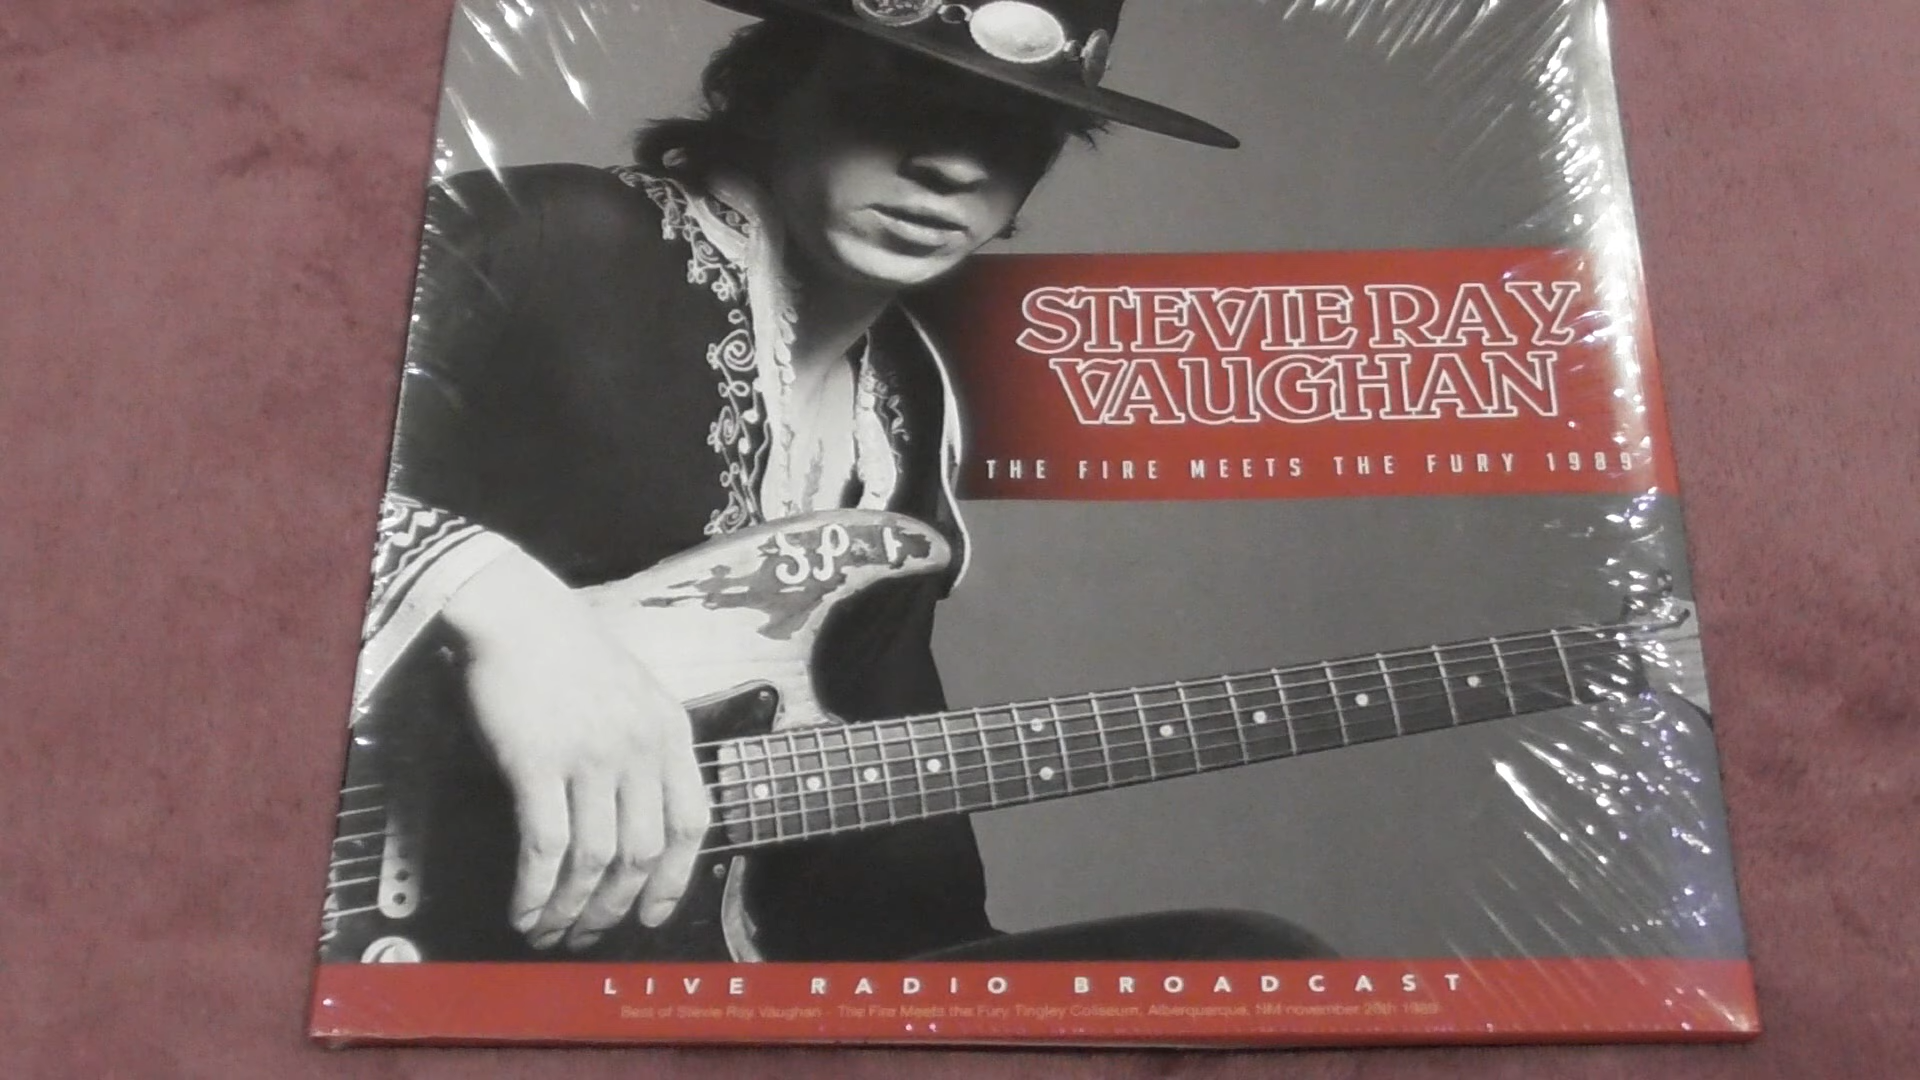 STEVIE RAY
VAUGHAN
THE FIRE MEETS THE FURY 1989
LIVE RADIO BROADCAST
Best of Stevie Ray Vaughan - The Fire Meets the Fury Tingley Coliseum, Alberquerque, NM november 28th 1989